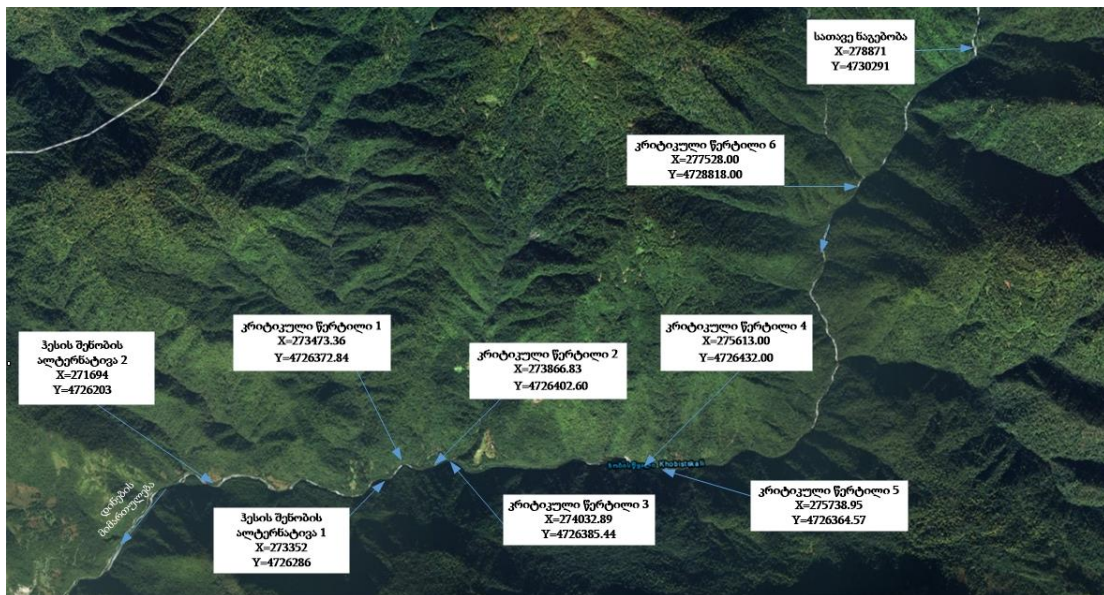 სათავე ნაგებობა
X=278871
Y=4730291
კრიტიკული წერტილი 6
X=277528.00
Y=4728818.00
კრიტიკული წერტილი 1
X=273473.36
Y=4726372.84
კრიტიკული წერტილი 4
X=275613.00
Y=4726432.00
ჰესის შენობის
ალტერნატივა 2
X=271694
Y=4726203
კრიტიკული წერტილი 2
X=273866.83
Y=4726402.60
Khobistskali
დინების
მიმართულება
ჰესის შენობის
ალტერნატივა 1
X=273352
Y=4726286
კრიტიკული წერტილი 3
X=274032.89
Y=4726385.44
კრიტიკული წერტილი 5
X=275738.95
Y=4726364.57